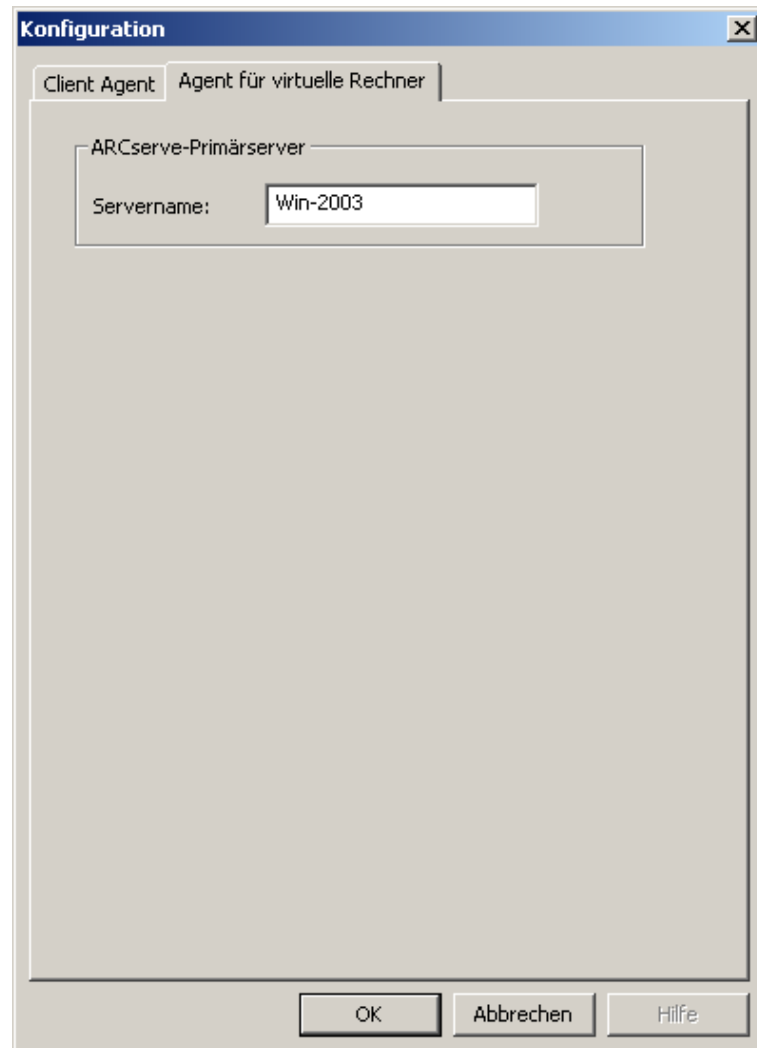 Konfiguration
Client Agent Agent für virtuelle Rechner
ARCserve-Primärserver
Servername: Win-2003
OK Abbrechen Hilfe